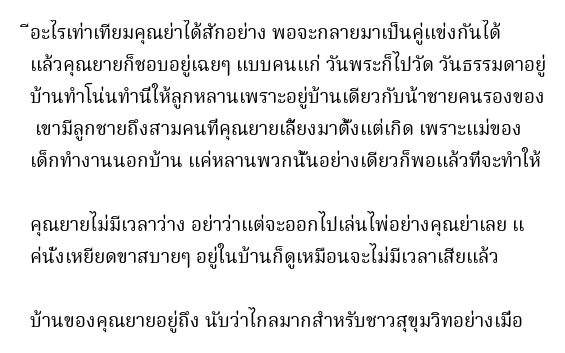 ีอะไรเท่าเทียมคุณย่าได้สักอย่าง พอจะกลายมาเป็นคู่แข่งกันได้
แล้วคุณยายก็ชอบอยู่เฉยๆ แบบคนแก่ วันพระก็ไปวัด วันธรรมดาอยู่
บ้านทำโน่นทำนี่ให้ลูกหลานเพราะอยู่บ้านเดียวกับน้าชายคนรองของ
เขามีลูกชายถึงสามคนที่คุณยายเลี้ยงมาตั้งแต่เกิด เพราะแม่ของ
เด็กทำงานนอกบ้าน แค่หลานพวกนั้นอย่างเดียวก็พอแล้วที่จะทำให้
คุณยายไม่มีเวลาว่าง อย่าว่าแต่จะออกไปเล่นไพ่อย่างคุณย่าเลย แ
ค่นั่งเหยียดขาสบายๆ อยู่ในบ้านก็ดูเหมือนจะไม่มีเวลาเสียแล้ว
บ้านของคุณยายอยู่ถึง นับว่าไกลมากสำหรับชาวสุขุมวิทอย่างเมื่อ